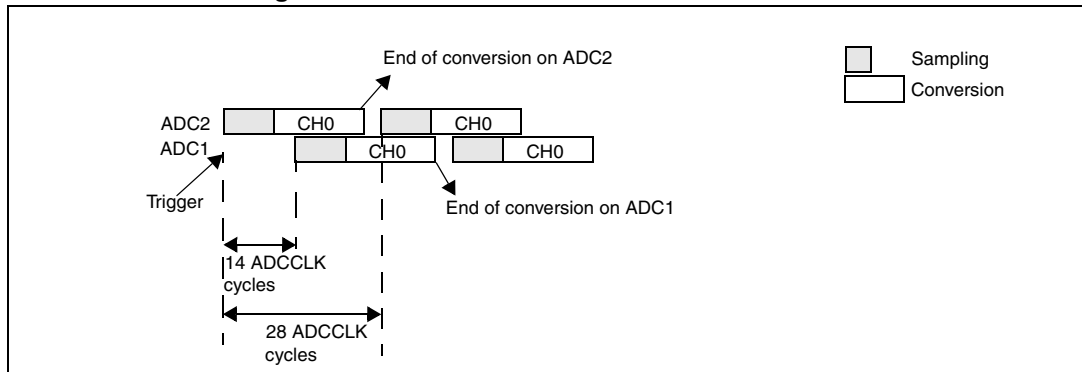 End of conversion on ADC2
Sampling
Conversion
ADC2
CH0
CH0
ADC1
CH0
CH0
Trigger
End of conversion on ADC1
14 ADCCLK
cycles
28 ADCCLK
cycles